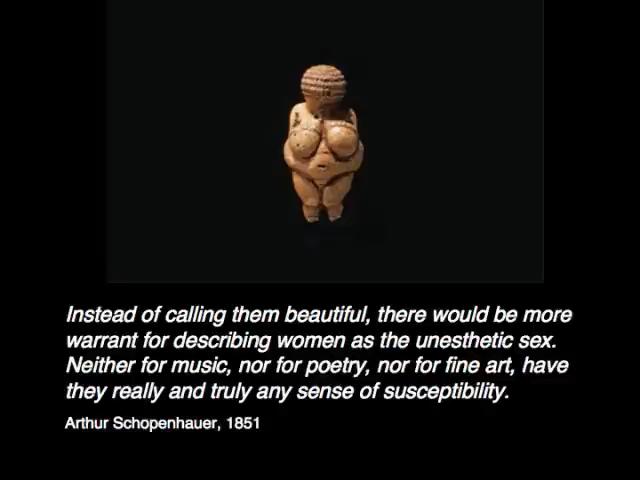 Instead of calling them beautiful, there would be more
warrant for describing women as the unesthetic sex.
Neither for music, nor for poetry, nor for fine art, have
they really and truly any sense of susceptibility.
Arthur Schopenhauer, 1851